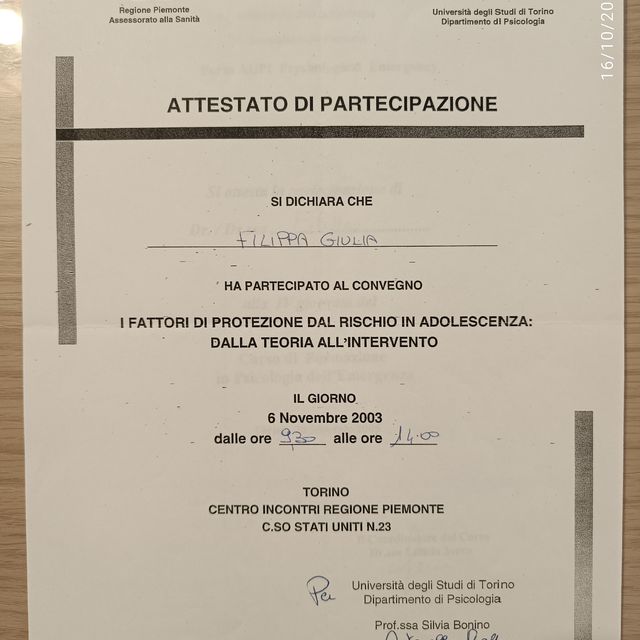 Regione Piemonte
Assessorato alla Sanità
Università degli Studi di Torino
Dipartimento di Psicologia
16/10/20
ATTESTATO DI PARTECIPAZIONE
SI DICHIARA CHE
FILIPPA GIULIA
HA PARTECIPATO AL CONVEGNO
I FATTORI DI PROTEZIONE DAL RISCHIO IN ADOLESCENZA:
DALLA TEORIA ALL'INTERVENTO
IL GIORNO
6 Novembre 2003
dalle ore 9.30 alle ore 14.00
TORINO
CENTRO INCONTRI REGIONE PIEMONTE
C.SO STATI UNITI N.23
Per Università degli Studi di Torino
Dipartimento di Psicologia
Prof.ssa Silvia Bonino